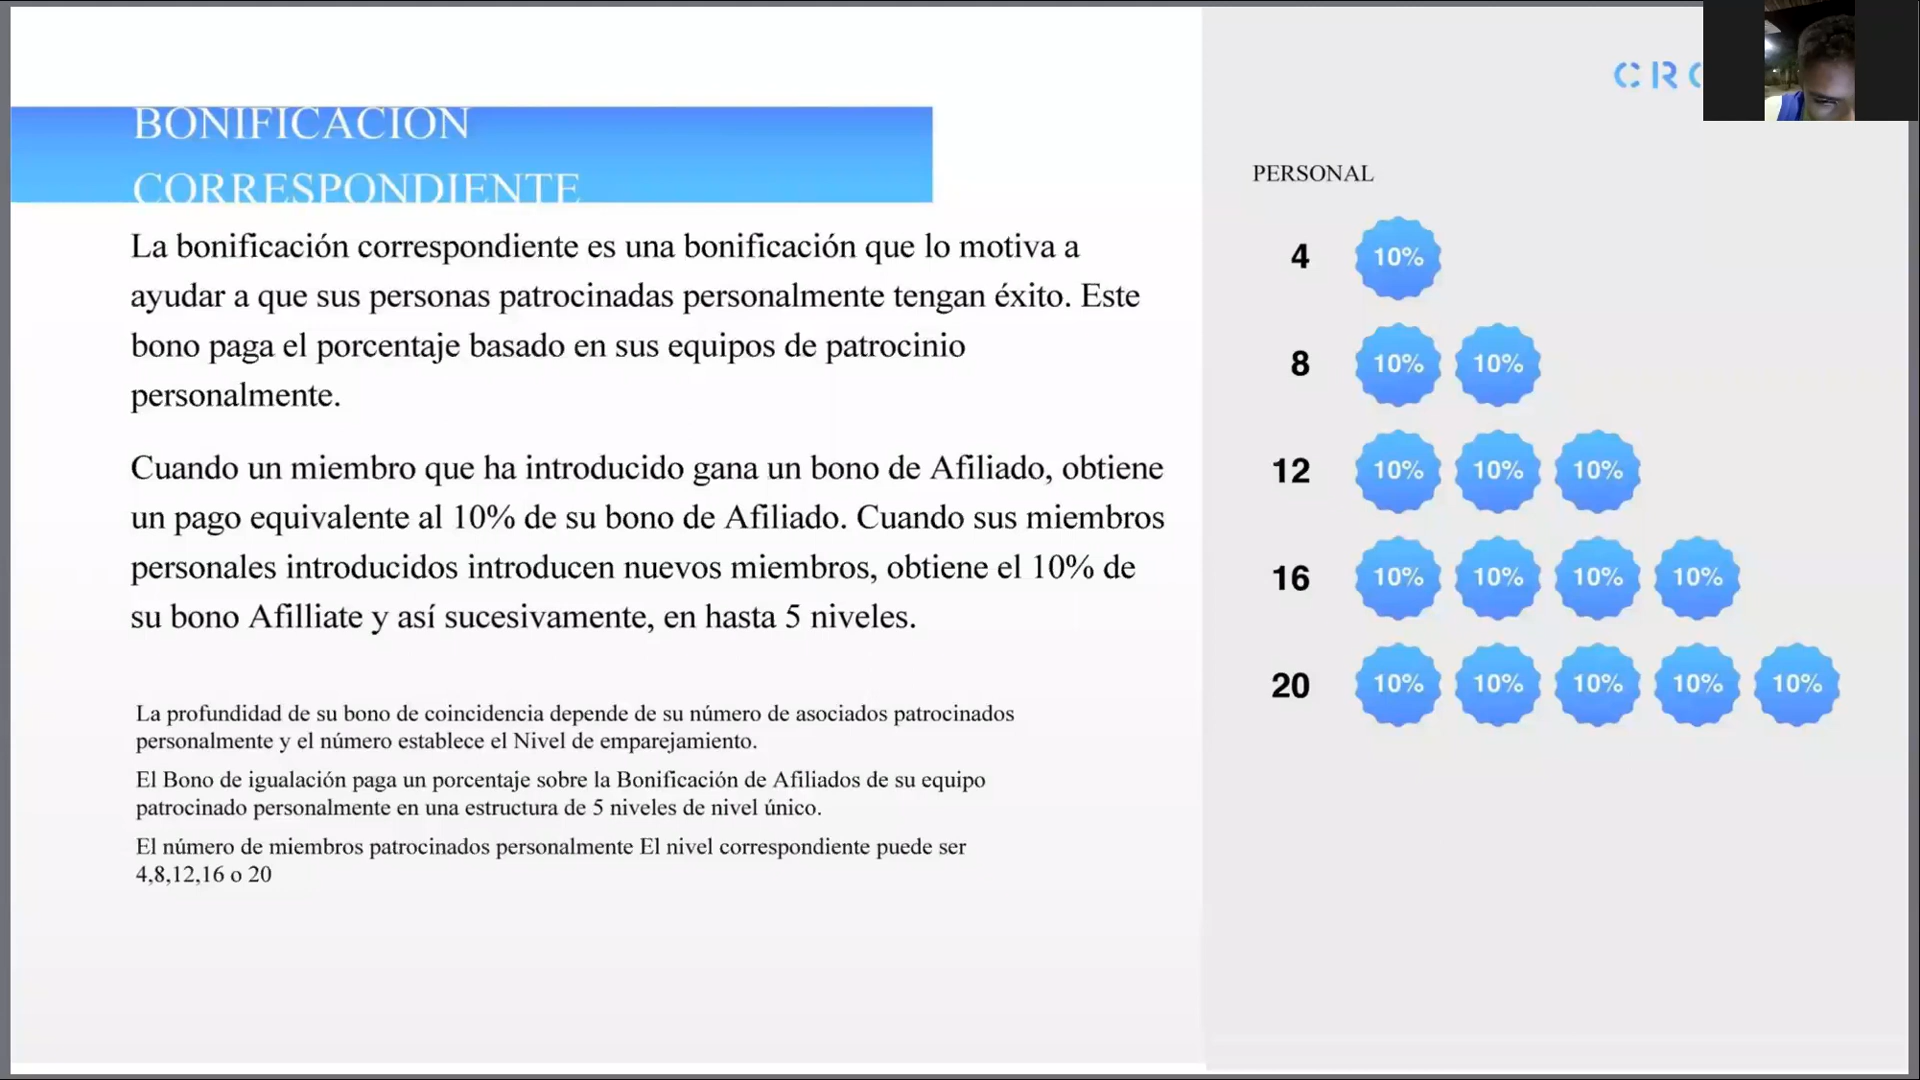 BONIFICACION
CORRESPONDIENTE
La bonificación correspondiente es una bonificación que lo motiva a
ayudar a que sus personas patrocinadas personalmente tengan éxito. Este
bono paga el porcentaje basado en sus equipos de patrocinio
personalmente.
Cuando un miembro que ha introducido gana un bono de Afiliado, obtiene
un pago equivalente al 10% de su bono de Afiliado. Cuando sus miembros
personales introducidos introducen nuevos miembros, obtiene el 10% de
su bono Afilliate y así sucesivamente, en hasta 5 niveles.
La profundidad de su bono de coincidencia depende de su número de asociados patrocinados
personalmente y el número establece el Nivel de emparejamiento.
El Bono de igualación paga un porcentaje sobre la Bonificación de Afiliados de su equipo
patrocinado personalmente en una estructura de 5 niveles de nivel único.
El número de miembros patrocinados personalmente El nivel correspondiente puede ser
4,8,12,16 o 20
PERSONAL
4 10%
8 10% 10%
12 10% 10% 10%
16 10% 10% 10% 10%
20 10% 10% 10% 10% 10%